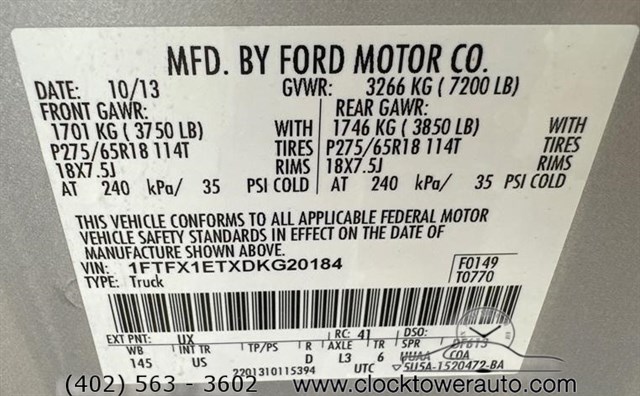 MFD. BY FORD MOTOR CO.
DATE: 10/13 GVWR: 3266 KG ( 7200 LB)
FRONT GAWR: REAR GAWR:
1701 KG ( 3750 LB) WITH 1746 KG ( 3850 LB) WITH
P275/65R18 114T TIRES P275/65R18 114T TIRES
18X7.5J RIMS 18X7.5J RIMS
AT 240 kPa/ 35 PSI COLD AT 240 kPa/ 35 PSI COLD
THIS VEHICLE CONFORMS TO ALL APPLICABLE FEDERAL MOTOR
VEHICLE SAFETY STANDARDS IN EFFECT ON THE DATE OF
MANUFACTURE SHOWN ABOVE.
VIN: 1FTFX1ETXDKG20184 F0149
TYPE: Truck T0770
EXT PNT: UX RC: 41 DSO:
WB INT TR TP/PS R AXLE TR SPR
145 US D L3 6 UUAA COA
2201310115394 UTC 5U5A-1520472-BA
(402) 563 - 3602 www.clocktowerauto.com